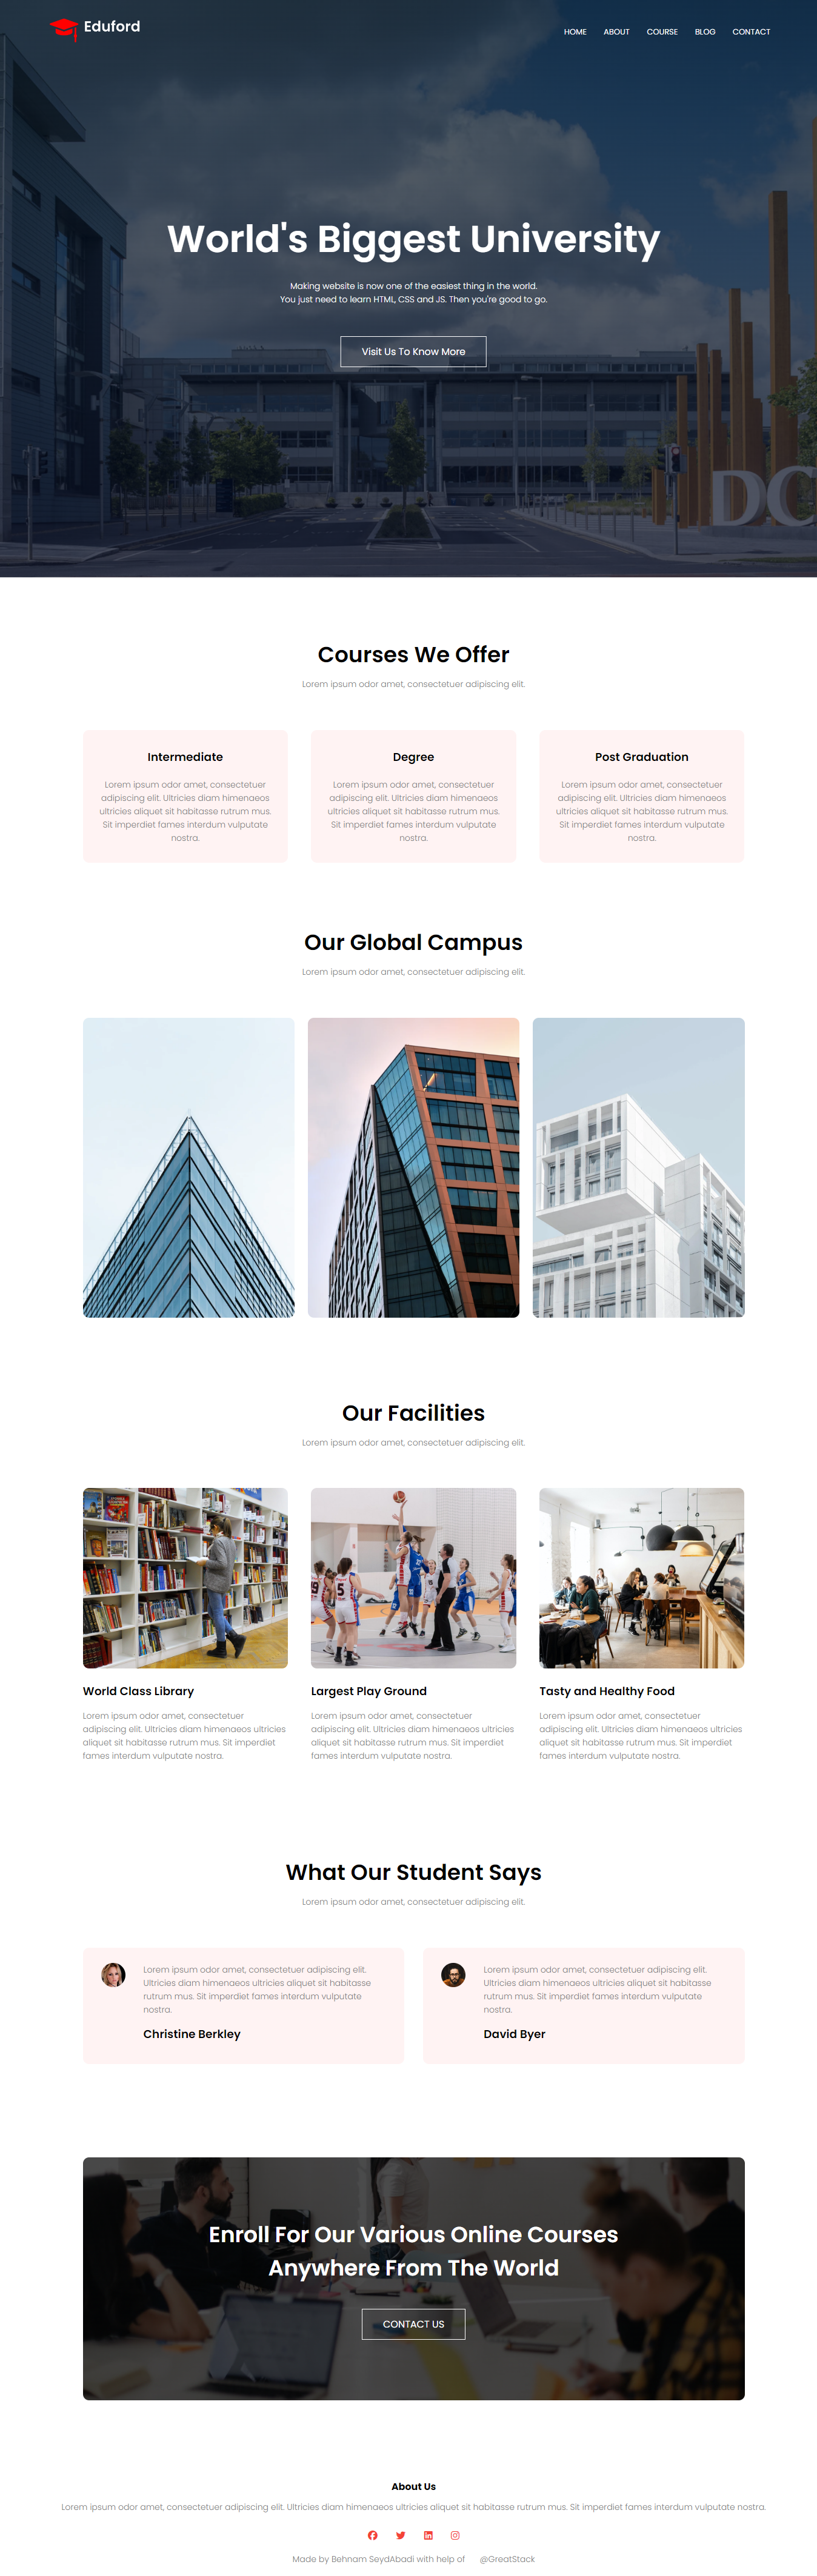 Eduford
HOME ABOUT COURSE BLOG CONTACT
World's Biggest University
Making website is now one of the easiest thing in the world.
You just need to learn HTML, CSS and JS. Then you're good to go.
Visit Us To Know More
DC
Courses We Offer
Lorem ipsum odor amet, consectetuer adipiscing elit.
Intermediate
Lorem ipsum odor amet, consectetuer
adipiscing elit. Ultricies diam himenaeos
ultricies aliquet sit habitasse rutrum mus.
Sit imperdiet fames interdum vulputate
nostra.
Degree
Lorem ipsum odor amet, consectetuer
adipiscing elit. Ultricies diam himenaeos
ultricies aliquet sit habitasse rutrum mus.
Sit imperdiet fames interdum vulputate
nostra.
Post Graduation
Lorem ipsum odor amet, consectetuer
adipiscing elit. Ultricies diam himenaeos
ultricies aliquet sit habitasse rutrum mus.
Sit imperdiet fames interdum vulputate
nostra.
Our Global Campus
Lorem ipsum odor amet, consectetuer adipiscing elit.
Our Facilities
Lorem ipsum odor amet, consectetuer adipiscing elit.
World Class Library
Lorem ipsum odor amet, consectetuer
adipiscing elit. Ultricies diam himenaeos ultricies
aliquet sit habitasse rutrum mus. Sit imperdiet
fames interdum vulputate nostra.
5
Largest Play Ground
Lorem ipsum odor amet, consectetuer
adipiscing elit. Ultricies diam himenaeos ultricies
aliquet sit habitasse rutrum mus. Sit imperdiet
fames interdum vulputate nostra.
Tasty and Healthy Food
Lorem ipsum odor amet, consectetuer
adipiscing elit. Ultricies diam himenaeos ultricies
aliquet sit habitasse rutrum mus. Sit imperdiet
fames interdum vulputate nostra.
What Our Student Says
Lorem ipsum odor amet, consectetuer adipiscing elit.
Lorem ipsum odor amet, consectetuer adipiscing elit.
Ultricies diam himenaeos ultricies aliquet sit habitasse
rutrum mus. Sit imperdiet fames interdum vulputate
nostra.
Christine Berkley
Lorem ipsum odor amet, consectetuer adipiscing elit.
Ultricies diam himenaeos ultricies aliquet sit habitasse
rutrum mus. Sit imperdiet fames interdum vulputate
nostra.
David Byer
Enroll For Our Various Online Courses
Anywhere From The World
CONTACT US
About Us
Lorem ipsum odor amet, consectetuer adipiscing elit. Ultricies diam himenaeos ultricies aliquet sit habitasse rutrum mus. Sit imperdiet fames interdum vulputate nostra.
Made by Behnam SeydAbadi with help of @GreatStack